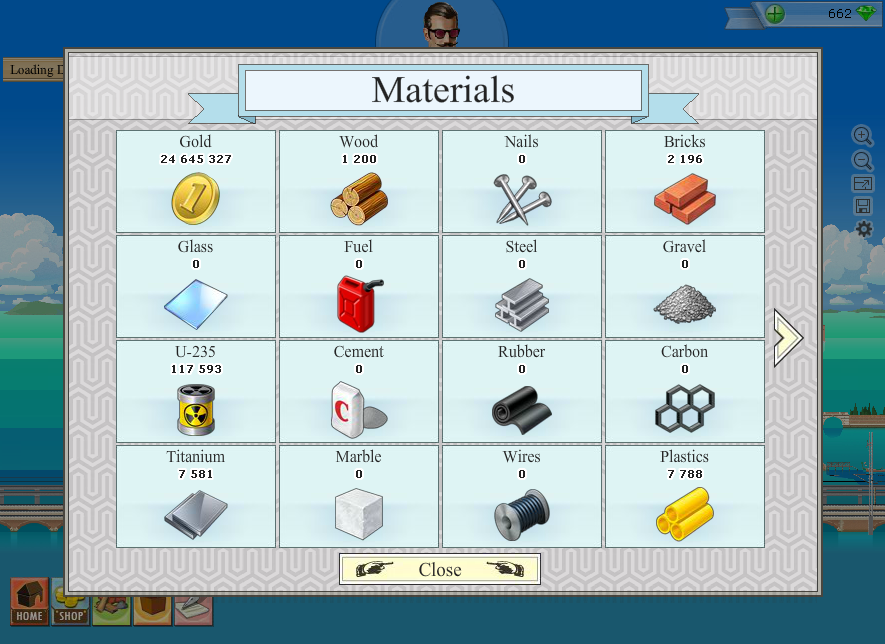 662
Loading D
Materials
Gold
24 645 327
Wood
1 200
Nails
0
Bricks
2 196
Glass
0
Fuel
0
Steel
0
Gravel
0
U-235
117 593
Cement
0
Rubber
0
Carbon
0
Titanium
7 581
Marble
0
Wires
0
Plastics
7 788
1
C
Close
HOME
SHOP